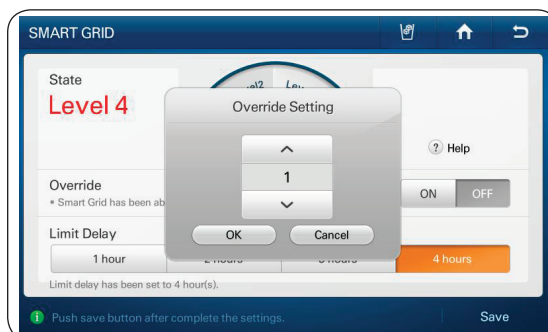 SMART GRID
State
Level 4
Override Setting
1
OK
Cancel
Help
Override
ON
OFF
• Smart Grid has been ab
Limit Delay
1 hour
4 hours
Limit delay has been set to 4 hour(s).
Push save button after complete the settings.
Save